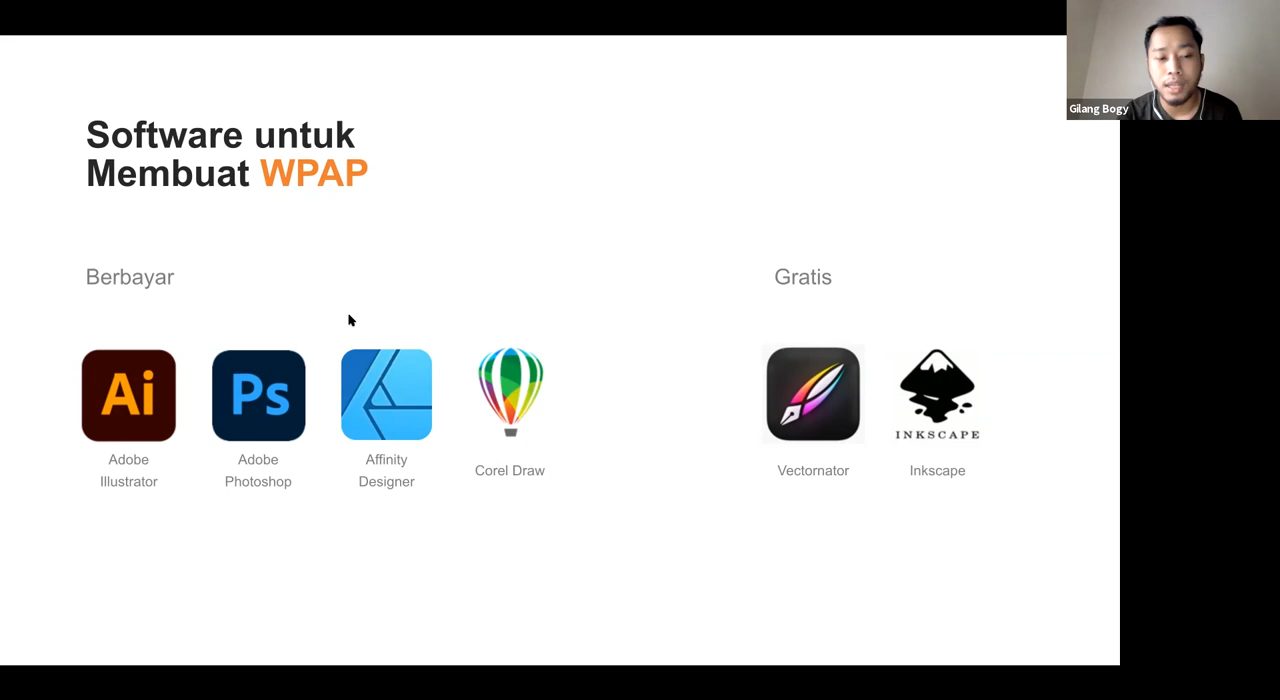 Gilang Bogy
Software untuk
Membuat WPAP
Berbayar
Gratis
Ai
Ps
INKSCAPE
Adobe
Illustrator
Adobe
Photoshop
Affinity
Designer
Corel Draw
Vectornator
Inkscape